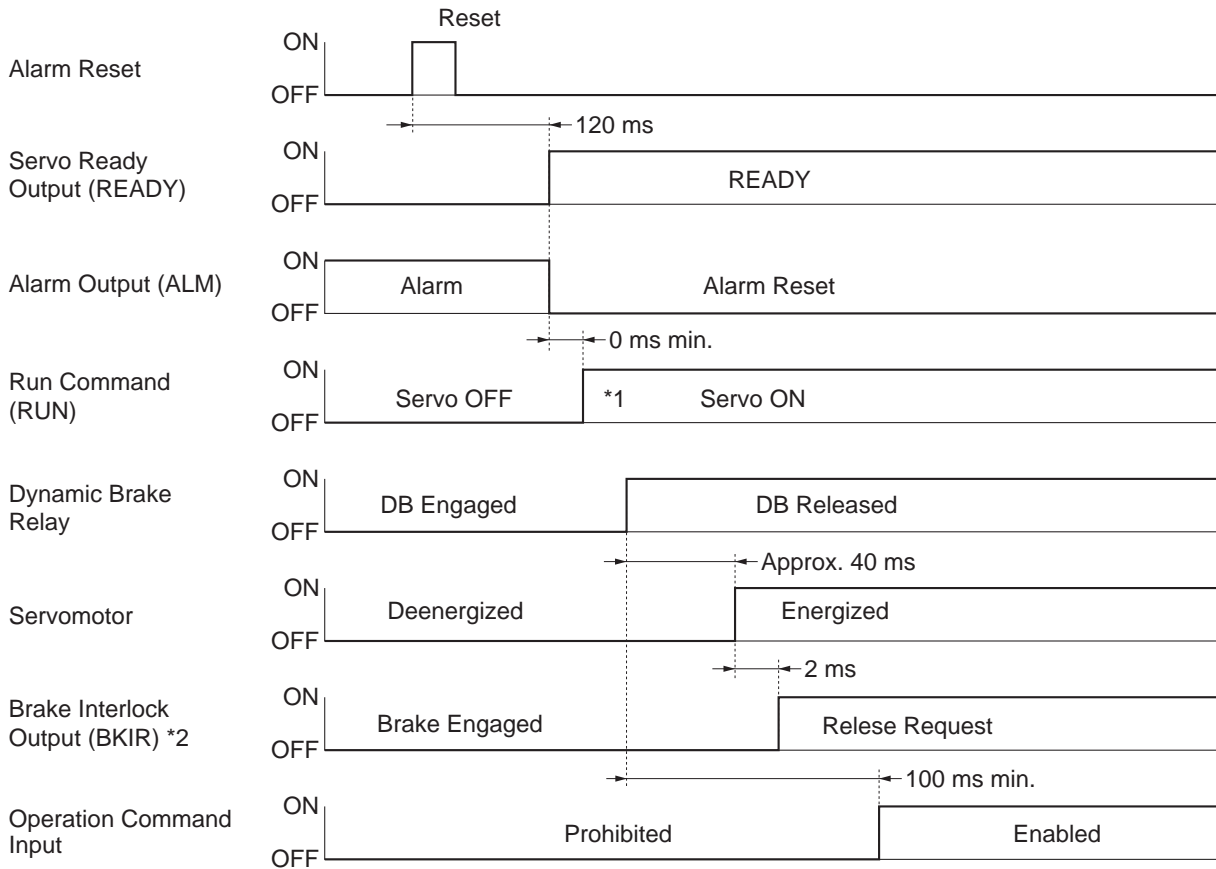 Reset
Alarm Reset
ON
OFF
120 ms
Servo Ready
Output (READY)
ON
OFF
READY
Alarm Output (ALM)
ON
OFF
Alarm
Alarm Reset
0 ms min.
Run Command
(RUN)
ON
OFF
Servo OFF
*1
Servo ON
Dynamic Brake
Relay
ON
OFF
DB Engaged
DB Released
Approx. 40 ms
Servomotor
ON
OFF
Deenergized
Energized
2 ms
Brake Interlock
Output (BKIR) *2
ON
OFF
Brake Engaged
Relese Request
100 ms min.
Operation Command
Input
ON
OFF
Prohibited
Enabled